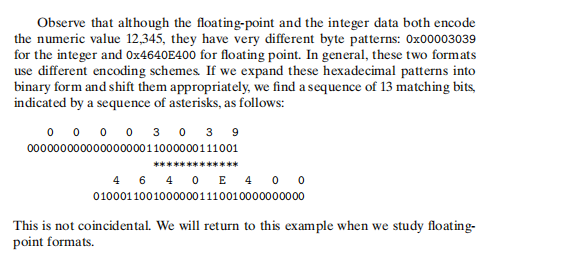 Observe that although the floating-point and the integer data both encode
the numeric value 12,345, they have very different byte patterns: 0x00003039
for the integer and 0x4640E400 for floating point. In general, these two formats
use different encoding schemes. If we expand these hexadecimal patterns into
binary form and shift them appropriately, we find a sequence of 13 matching bits,
indicated by a sequence of asterisks, as follows:
0 0 0 0 3 0 3 9
00000000000000000011000000111001
*************
4 6 4 0 E 4 0 0
01000110010000001110010000000000
This is not coincidental. We will return to this example when we study floating-
point formats.